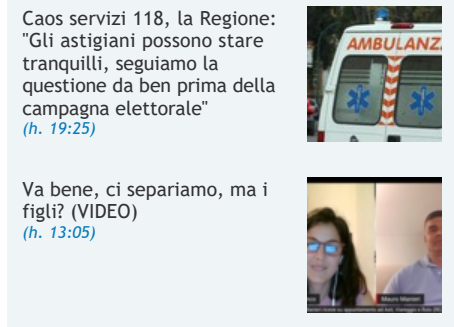 Caos servizi 118, la Regione:
"Gli astigiani possono stare
tranquilli, seguiamo la
questione da ben prima della
campagna elettorale"
(h. 19:25)
AMBULANZ
Va bene, ci separiamo, ma i
figli? (VIDEO)
(h. 13:05)
Mauro Manieri